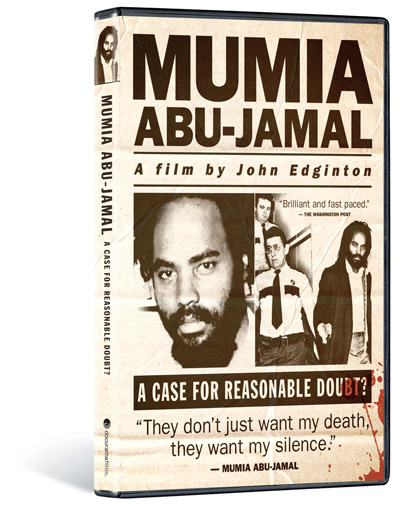 MUMIA
ABU-JAMAL
A film by John Edginton
"Brilliant and fast paced."
— THE WASHINGTON POST
A CASE FOR REASONABLE DOUBT?
"They don't just want my death,
they want my silence."
— MUMIA ABU-JAMAL
MUMIA ABU-JAMAL A CASE FOR REASONABLE DOUBT?
docuramafilms